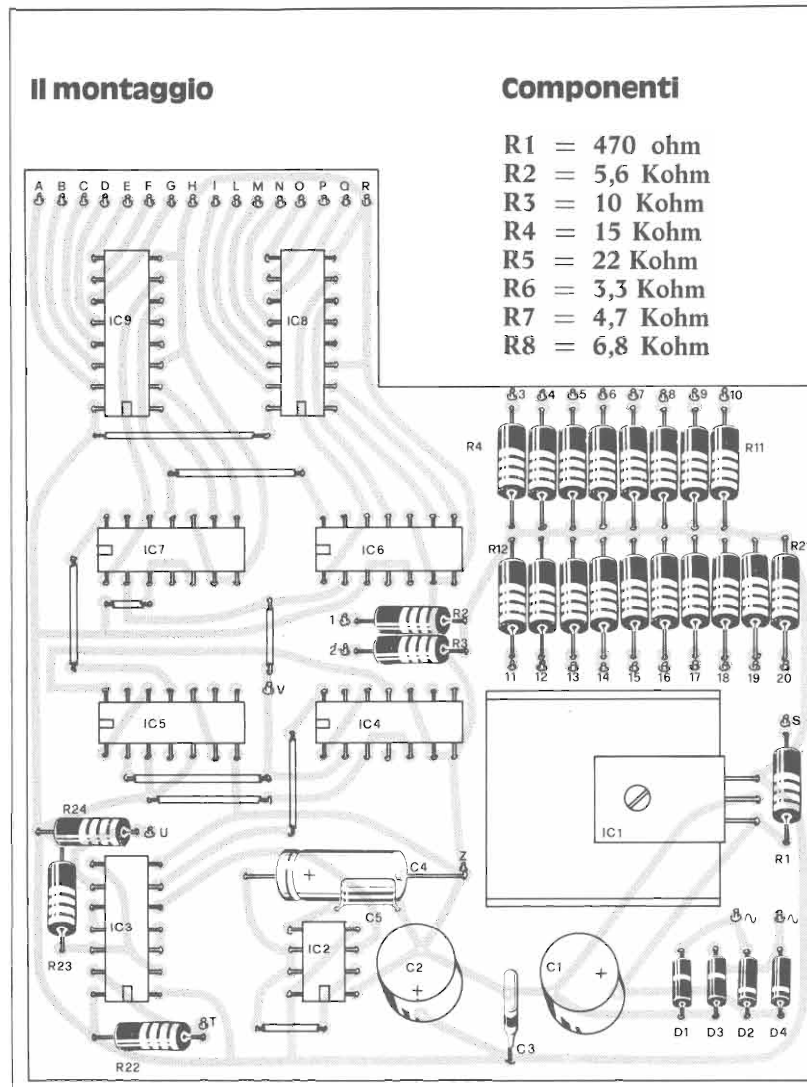 Il montaggio
Componenti
R1 = 470 ohm
R2 = 5,6 Kohm
R3 = 10 Kohm
R4 = 15 Kohm
R5 = 22 Kohm
R6 = 3,3 Kohm
R7 = 4,7 Kohm
R8 = 6,8 Kohm
A B C D E F G H I L M N O P Q R
IC9 IC8
3 4 5 6 7 8 9 10
R4 R11
IC7 IC6
R12 R21
1 R2
2 R3
11 12 13 14 15 16 17 18 19 20
V
IC5 IC4
S
IC1
R24 U
R1
C4 Z
+
C5
IC3 IC2
R23
C2 + C1 +
∿ ∿
D1 D3 D2 D4
T
R22
C3